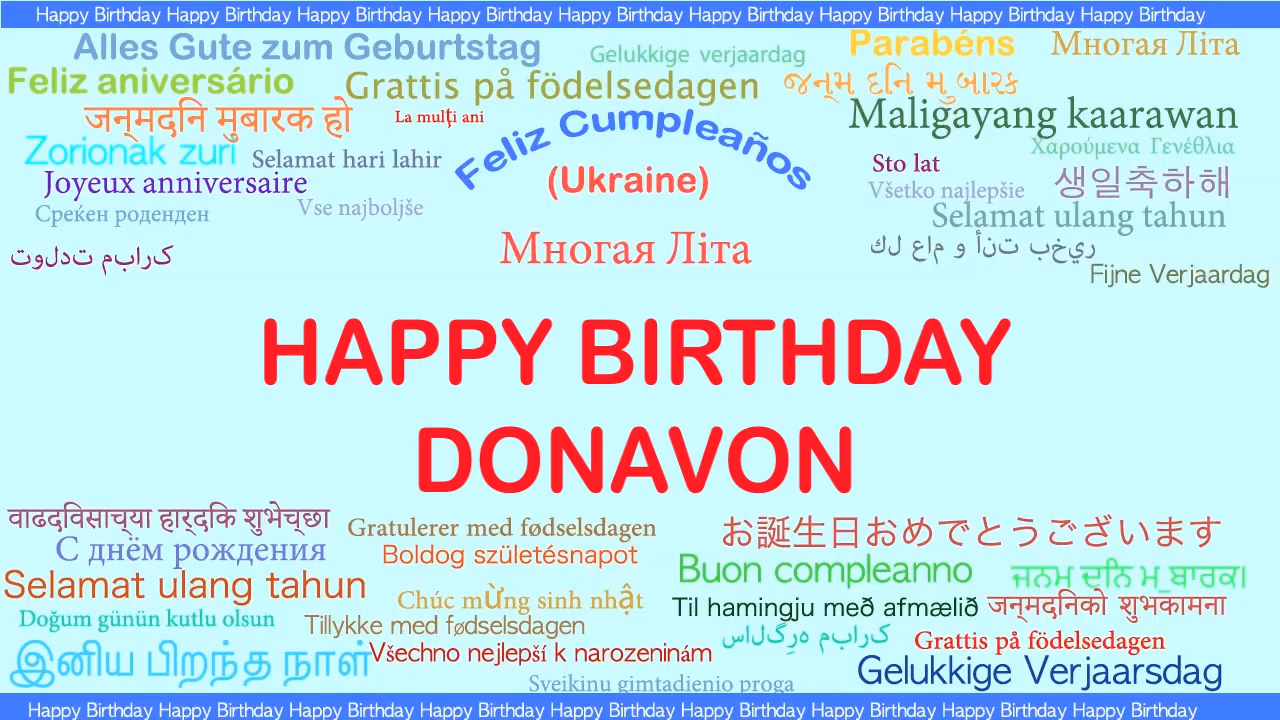 Happy Birthday Happy Birthday Happy Birthday Happy Birthday Happy Birthday Happy Birthday Happy Birthday Happy Birthday Happy Birthday
Alles Gute zum Geburtstag
Gelukkige verjaardag
Parabéns
Многая Літа
Feliz aniversário
Grattis på födelsedagen
જન્મ દનિ મુબારક
जन्मदनि मुबारक हो
La mulţi ani
Feliz Cumpleaños
Maligayang kaarawan
Zorionak zuri
Selamat hari lahir
Sto lat
Χαρούμενα Γενέθλια
Joyeux anniversaire
(Ukraine)
Všetko najlepšie
생일축하해
Среќен роденден
Vse najboljše
Selamat ulang tahun
تولدت مبارک
Многая Літа
كل عام و أنت بخير
Fijne Verjaardag
HAPPY BIRTHDAY
DONAVON
वाढदविसाच्या हार्दकि शुभेच्छा
Gratulerer med fødselsdagen
お誕生日おめでとうございます
С днём рождения
Boldog születésnapot
Buon compleanno
ਜਨਮ ਦਨਿ ਮੁਬਾਰਕ।
Selamat ulang tahun
Chúc mừng sinh nhật
Til hamingju með afmælið
जन्मदनिको शुभकामना
Doğum günün kutlu olsun
Tillykke med fødselsdagen
سالگرہ مبارک
Grattis på födelsedagen
இனிய பிறந்த நாள்
Všechno nejlepší k narozeninám
Gelukkige Verjaarsdag
Sveikinu gimtadienio proga
Happy Birthday Happy Birthday Happy Birthday Happy Birthday Happy Birthday Happy Birthday Happy Birthday Happy Birthday Happy Birthday